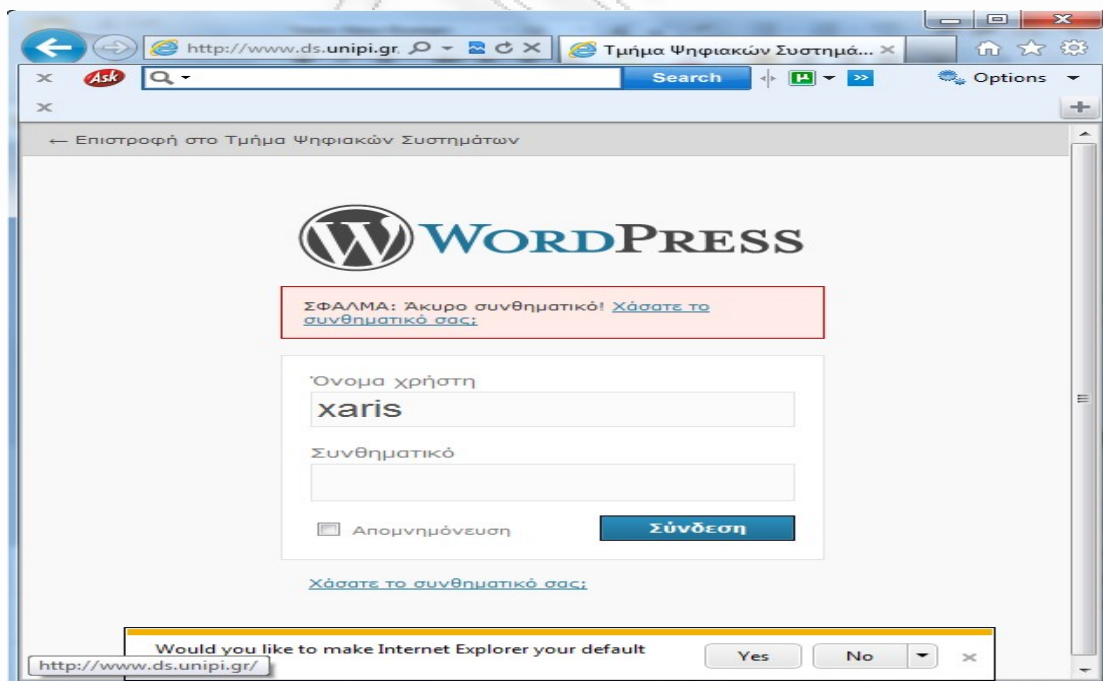 http://www.ds.unipi.gr.
Τμήμα Ψηφιακών Συστημά...
Ask
Search
Options
← Επιστροφή στο Τμήμα Ψηφιακών Συστημάτων
WORDPRESS
ΣΦΑΛΜΑ: Άκυρο συνθηματικό! Χάσατε το
συνθηματικό σας;
Όνομα χρήστη
xaris
Συνθηματικό
Απομνημόνευση
Σύνδεση
Χάσατε το συνθηματικό σας;
Would you like to make Internet Explorer your default
Yes
No
http://www.ds.unipi.gr/